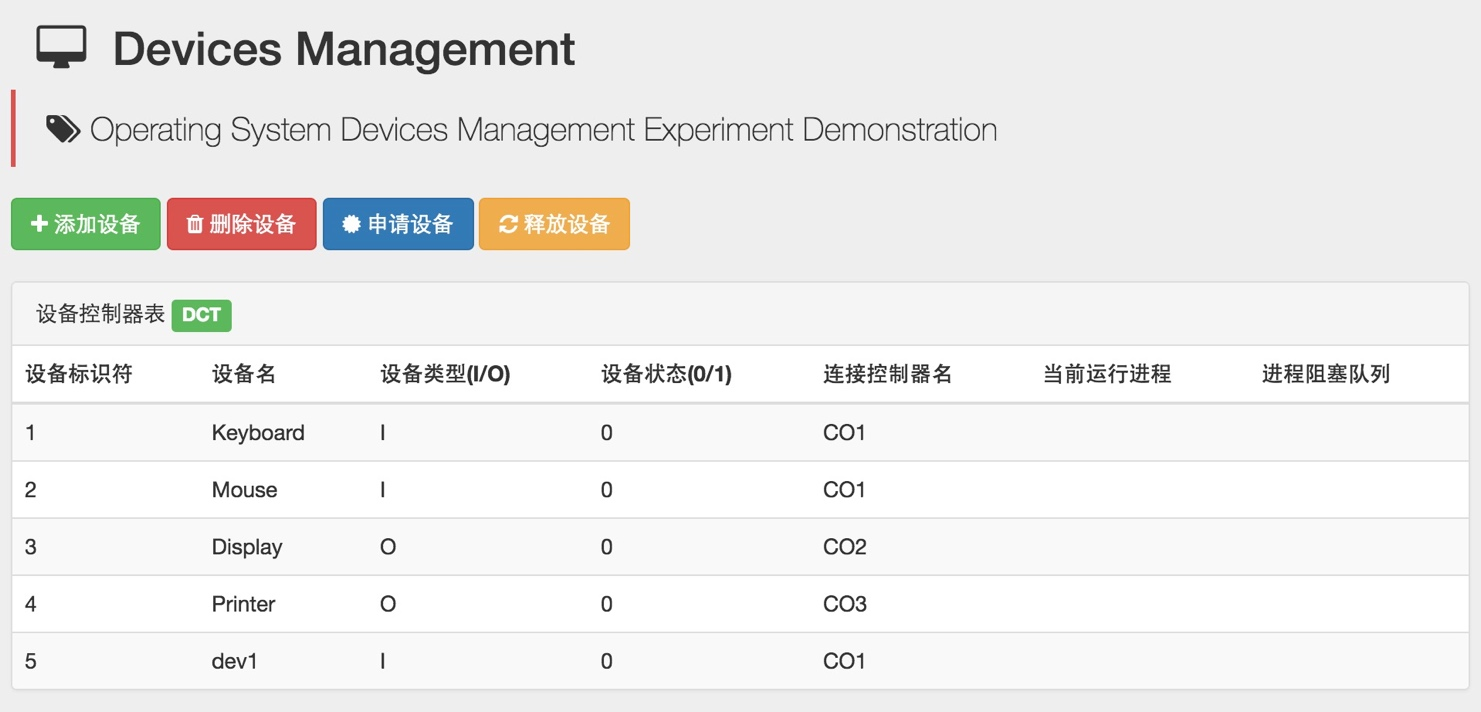 Devices Management
Operating System Devices Management Experiment Demonstration
添加设备 删除设备 申请设备 释放设备
设备控制器表 DCT
设备标识符 设备名 设备类型(I/O) 设备状态(0/1) 连接控制器名 当前运行进程 进程阻塞队列
1 Keyboard I 0 CO1
2 Mouse I 0 CO1
3 Display O 0 CO2
4 Printer O 0 CO3
5 dev1 I 0 CO1